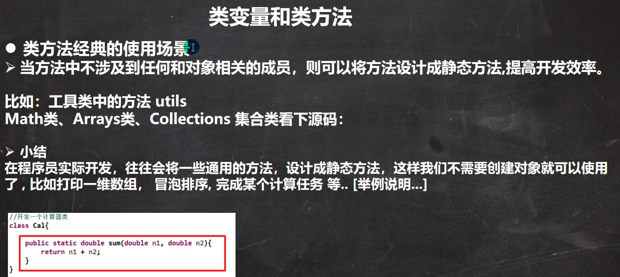 类变量和类方法
● 类方法经典的使用场景
➢ 当方法中不涉及到任何和对象相关的成员，则可以将方法设计成静态方法,提高开发效率。
比如：工具类中的方法 utils
Math类、Arrays类、Collections 集合类看下源码：
➢ 小结
在程序员实际开发，往往会将一些通用的方法，设计成静态方法，这样我们不需要创建对象就可以使用
了，比如打印一维数组， 冒泡排序, 完成某个计算任务 等.. [举例说明...]
//开发一个计算器类
class Cal{
public static double sum(double n1, double n2){
return n1 + n2;
}
}